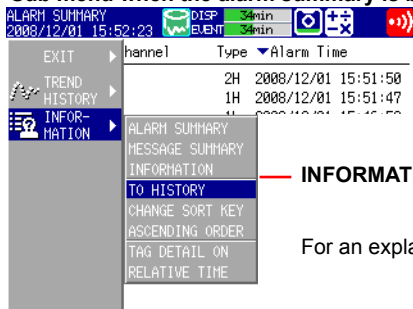 ALARM SUMMARY
2008/12/01 15:52:23
DISP 34min
EVENT 34min
EXIT
TREND HISTORY
INFOR-
MATION
hannel Type ▼Alarm Time
2H 2008/12/01 15:51:50
1H 2008/12/01 15:51:47
ALARM SUMMARY
MESSAGE SUMMARY
INFORMATION
TO HISTORY
CHANGE SORT KEY
ASCENDING ORDER
TAG DETAIL ON
RELATIVE TIME
INFORMAT
For an expla